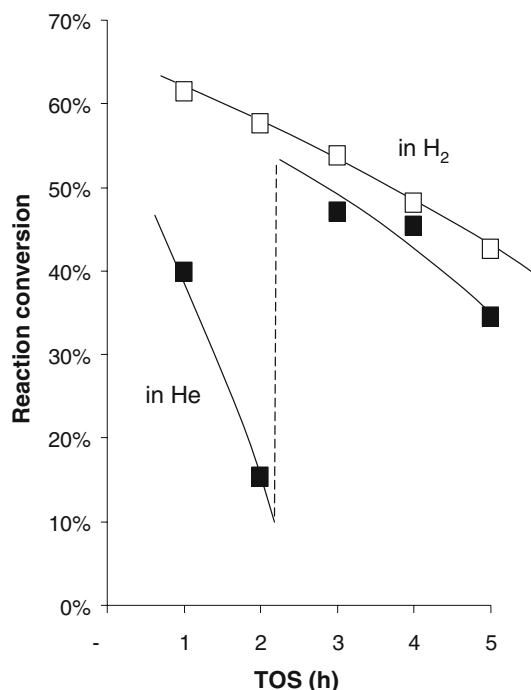 70%
60%
50%
40%
30%
20%
10%
0%
Reaction conversion
in H₂
in He
- 1 2 3 4 5
TOS (h)